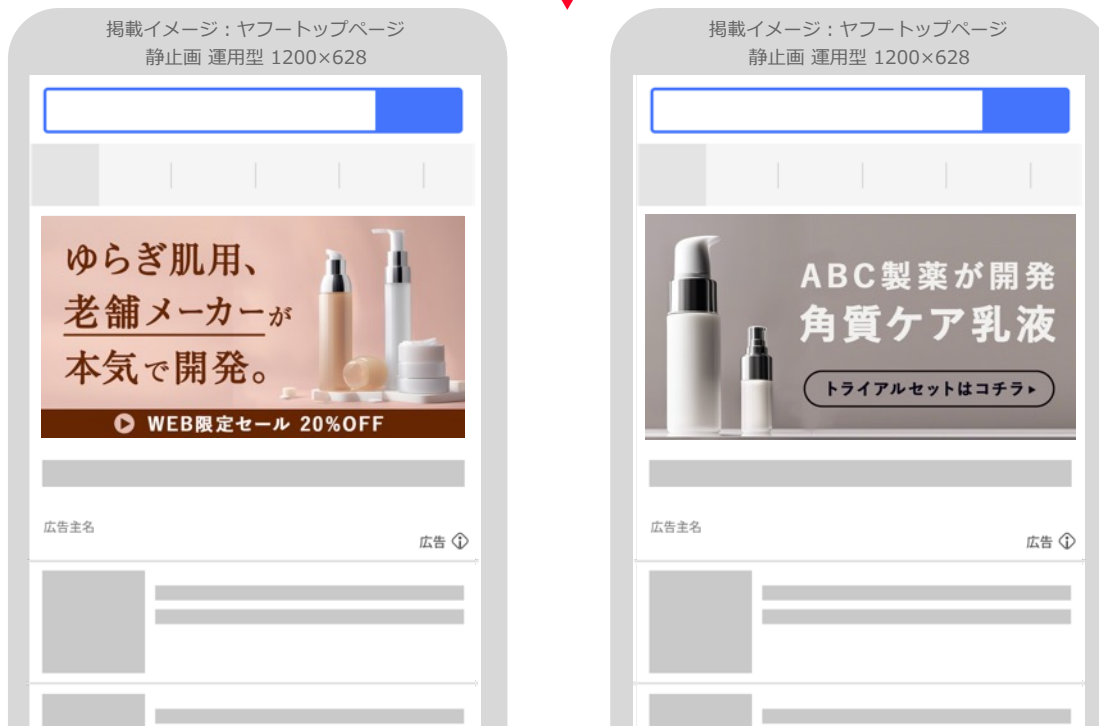 掲載イメージ：ヤフートップページ
静止画 運用型 1200×628
ゆらぎ肌用、
老舗メーカーが
本気で開発。
WEB限定セール 20%OFF
広告主名
広告
掲載イメージ：ヤフートップページ
静止画 運用型 1200×628
ABC製薬が開発
角質ケア乳液
トライアルセットはコチラ▸
広告主名
広告